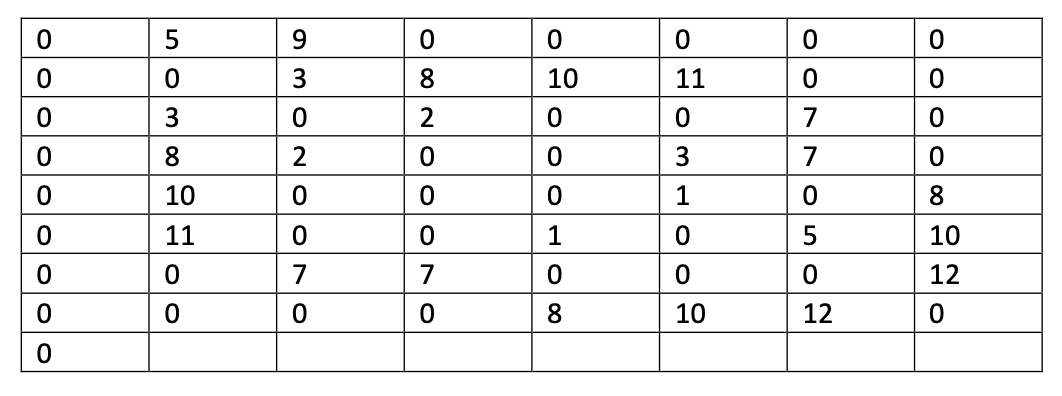 0 5 9 0 0 0 0 0
0 0 3 8 10 11 0 0
0 3 0 2 0 0 7 0
0 8 2 0 0 3 7 0
0 10 0 0 0 1 0 8
0 11 0 0 1 0 5 10
0 0 7 7 0 0 0 12
0 0 0 0 8 10 12 0
0